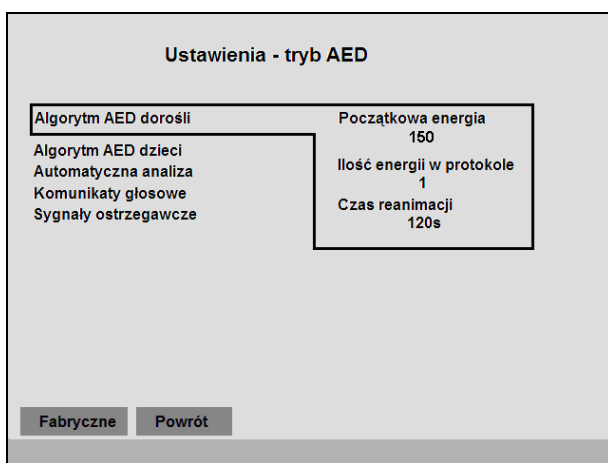 Ustawienia - tryb AED
Algorytm AED dorośli
Algorytm AED dzieci
Automatyczna analiza
Komunikaty głosowe
Sygnały ostrzegawcze
Początkowa energia
150
Ilość energii w protokole
1
Czas reanimacji
120s
Fabryczne
Powrót